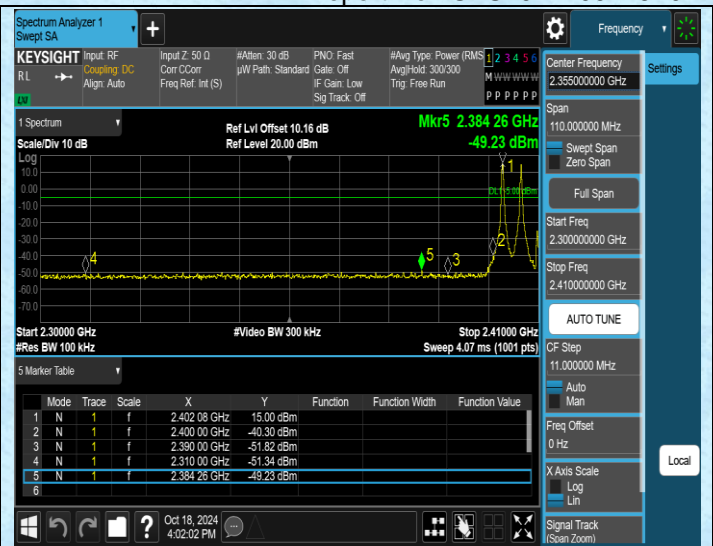 Spectrum Analyzer 1
Swept SA
Frequency
KEYSIGHT
RL
LXI
Input: RF
Coupling: DC
Align: Auto
Input Z: 50 Ω
Corr CCorr
Freq Ref: Int (S)
#Atten: 30 dB
µW Path: Standard
PNO: Fast
Gate: Off
IF Gain: Low
Sig Track: Off
#Avg Type: Power (RMS
Avg|Hold: 300/300
Trig: Free Run
1 2 3 4 5 6
M W W W W W
P P P P P P
1 Spectrum
Scale/Div 10 dB
Ref Lvl Offset 10.16 dB
Ref Level 20.00 dBm
Mkr5 2.384 26 GHz
-49.23 dBm
Log
10.0
0.00
-20.0
-30.0
-40.0
-50.0
-60.0
-70.0
1
2
3
4
5
Start 2.30000 GHz
#Res BW 100 kHz
#Video BW 300 kHz
Stop 2.41000 GHz
Sweep 4.07 ms (1001 pts)
5 Marker Table
Mode Trace Scale X Y Function Function Width Function Value
1 N 1 f 2.402 08 GHz 15.00 dBm
2 N 1 f 2.400 00 GHz -40.30 dBm
3 N 1 f 2.390 00 GHz -51.82 dBm
4 N 1 f 2.310 00 GHz -51.34 dBm
5 N 1 f 2.384 26 GHz -49.23 dBm
6
Oct 18, 2024
4:02:02 PM
Center Frequency
2.355000000 GHz
Span
110.000000 MHz
Swept Span
Zero Span
Full Span
Start Freq
2.300000000 GHz
Stop Freq
2.410000000 GHz
AUTO TUNE
CF Step
11.000000 MHz
Auto
Man
Freq Offset
0 Hz
X Axis Scale
Log
Lin
Signal Track
(Span Zoom)
Settings
Local